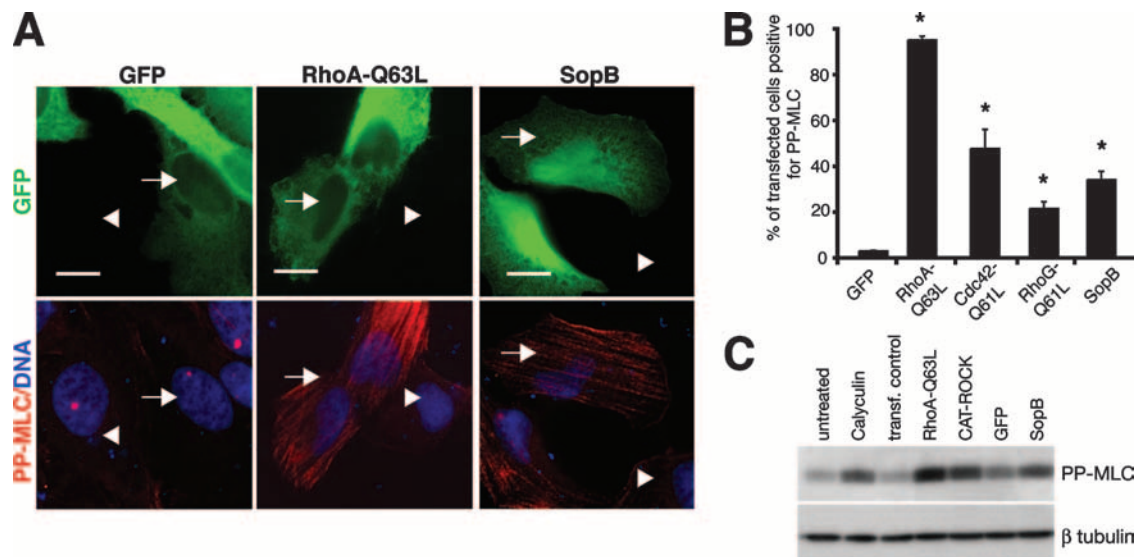 A
GFP
RhoA-Q63L
SopB
GFP
PP-MLC/DNA
B
% of transfected cells positive
for PP-MLC
100
80
60
40
20
0
*
*
*
*
GFP
RhoA-
Q63L
Cdc42-
Q61L
RhoG-
Q61L
SopB
C
untreated
Calyculin
transf. control
RhoA-Q63L
CAT-ROCK
GFP
SopB
PP-MLC
β tubulin